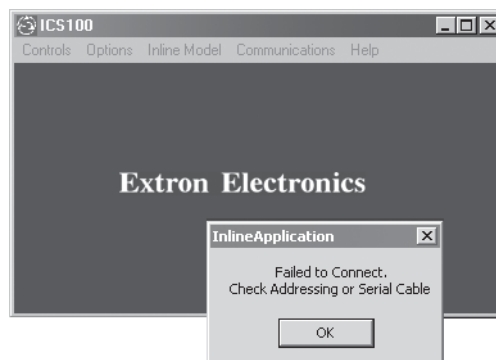 ICS100
Controls Options Inline Model Communications Help
Extron Electronics
InlineApplication
Failed to Connect.
Check Addressing or Serial Cable
OK